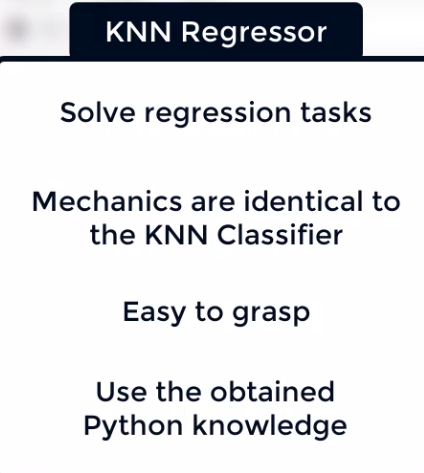 KNN Regressor
Solve regression tasks
Mechanics are identical to
the KNN Classifier
Easy to grasp
Use the obtained
Python knowledge